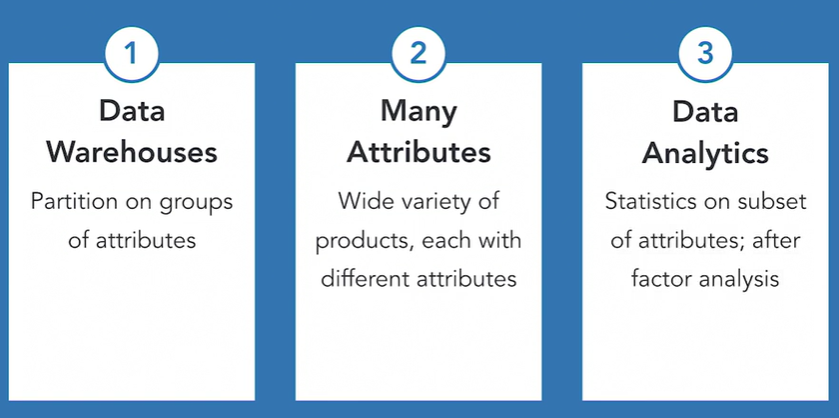 1
Data
Warehouses
Partition on groups
of attributes
2
Many
Attributes
Wide variety of
products, each with
different attributes
3
Data
Analytics
Statistics on subset
of attributes; after
factor analysis